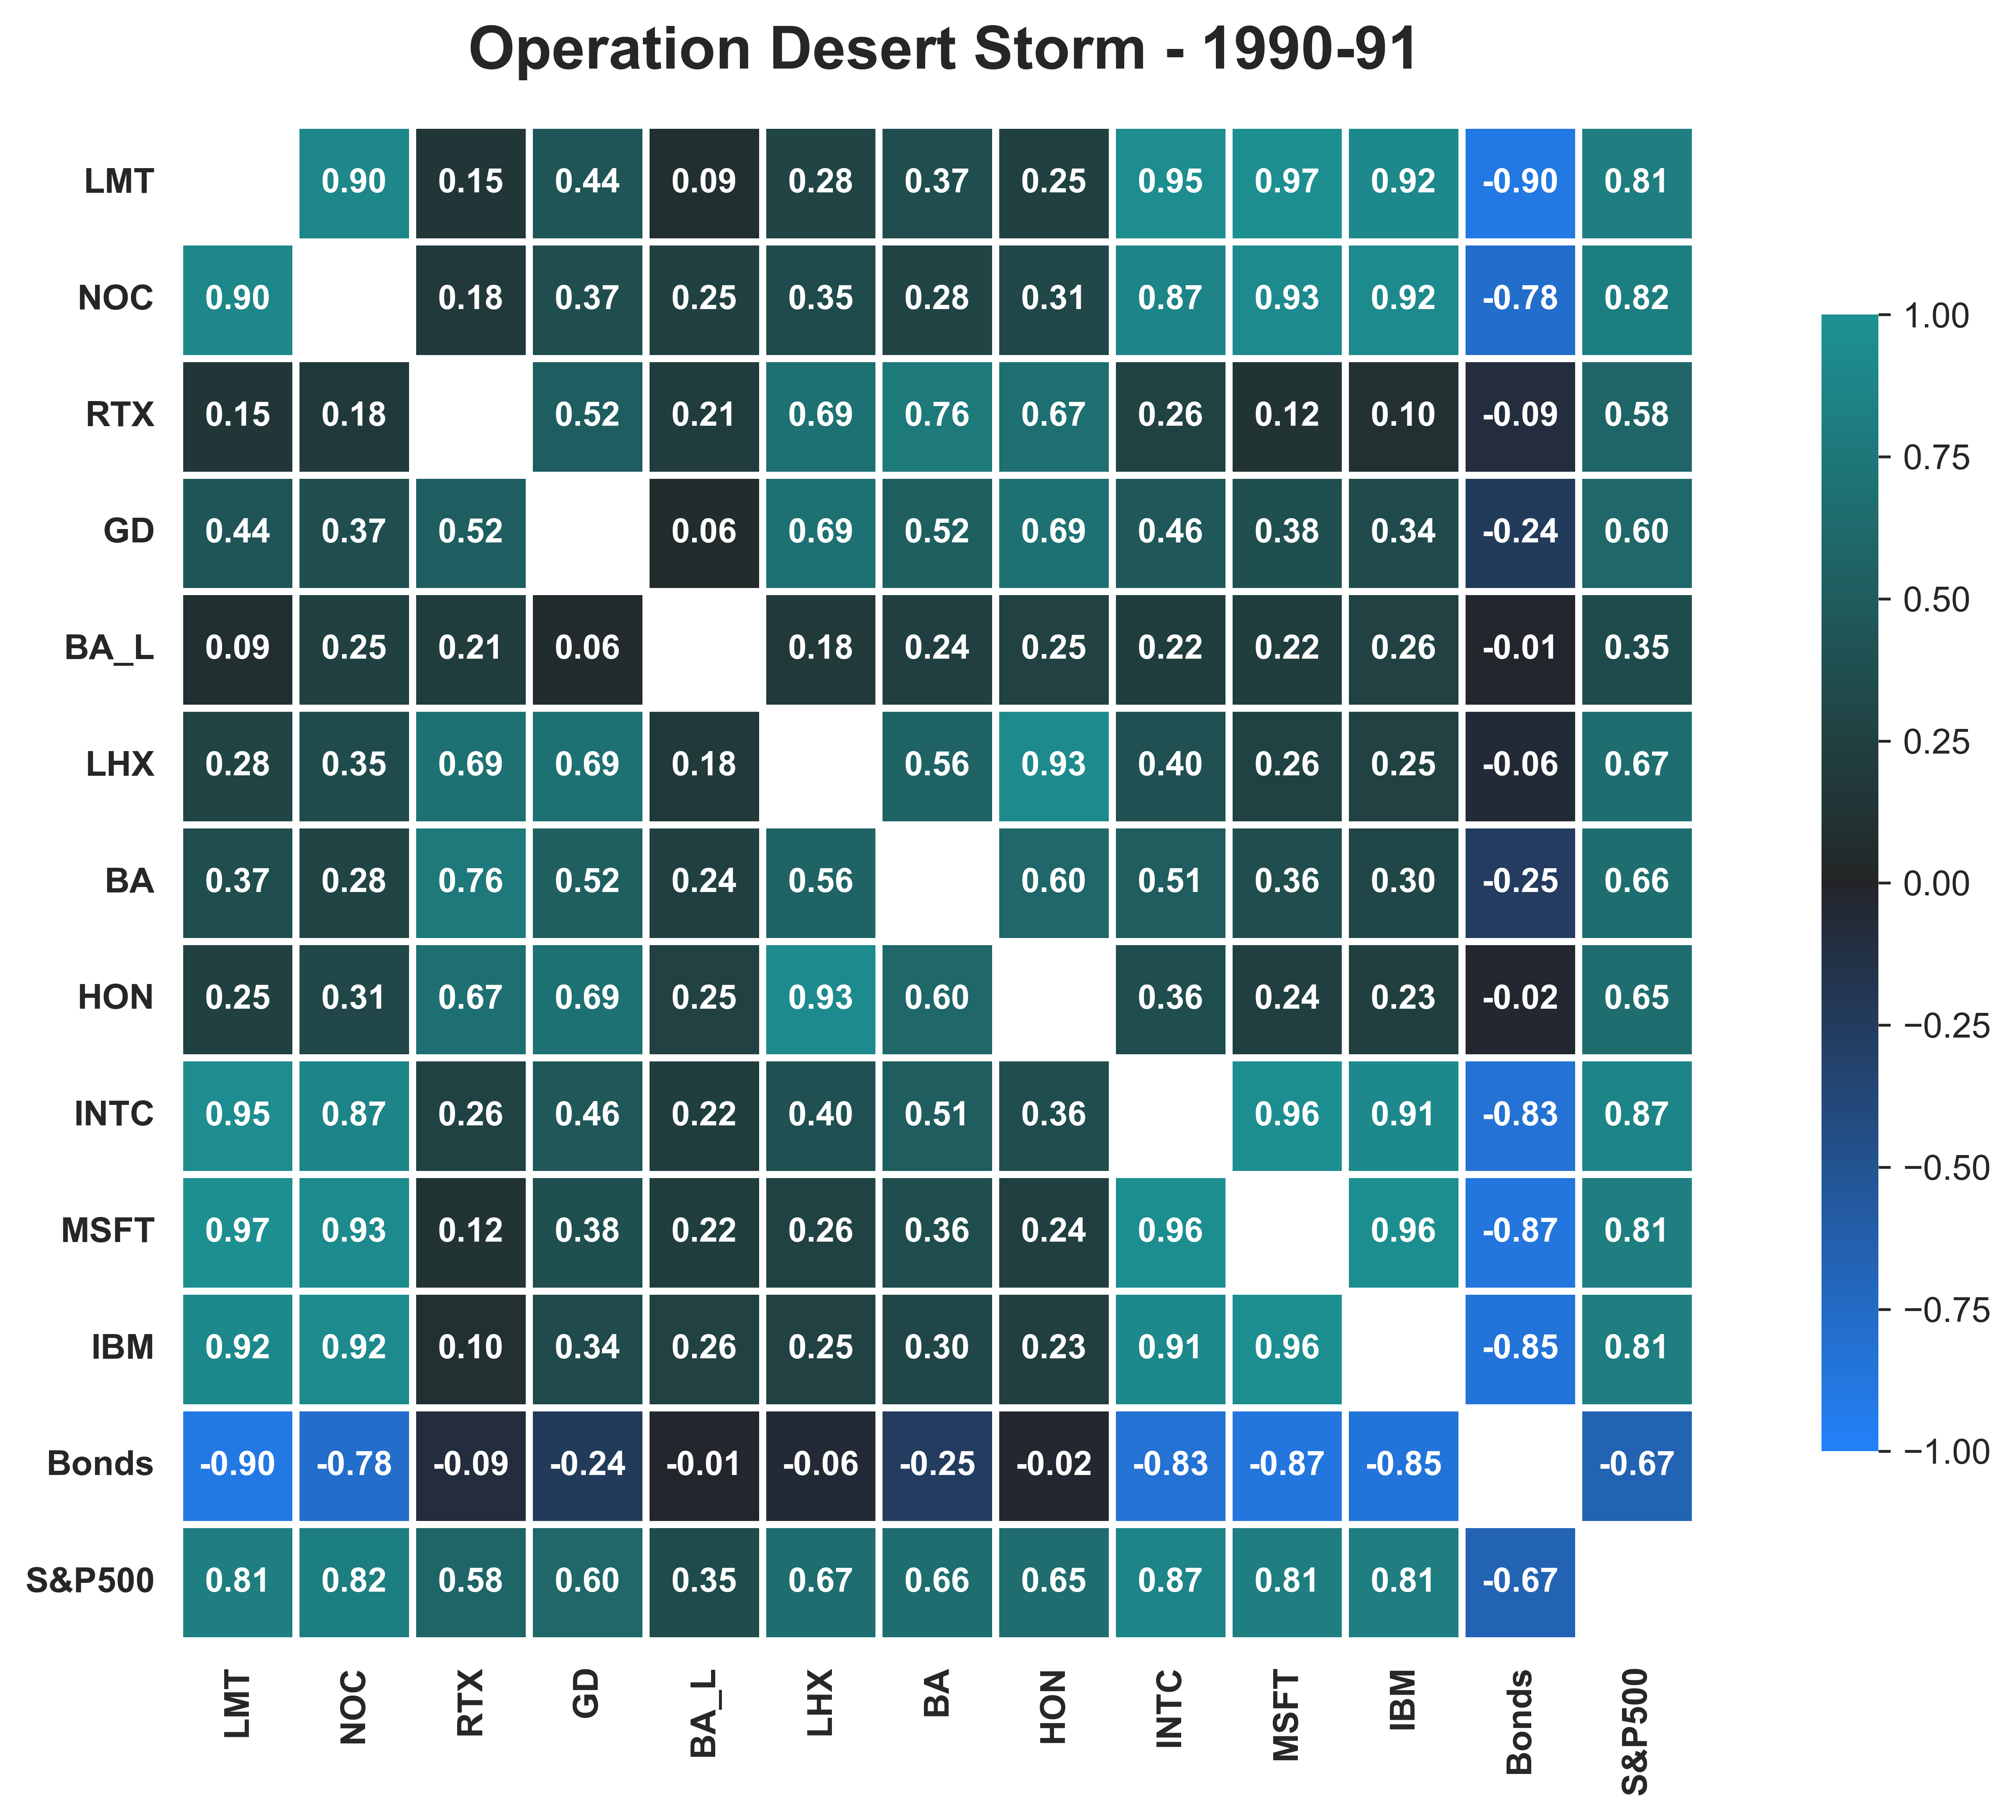 Operation Desert Storm - 1990-91
LMT 0.90 0.15 0.44 0.09 0.28 0.37 0.25 0.95 0.97 0.92 -0.90 0.81
NOC 0.90 0.18 0.37 0.25 0.35 0.28 0.31 0.87 0.93 0.92 -0.78 0.82
RTX 0.15 0.18 0.52 0.21 0.69 0.76 0.67 0.26 0.12 0.10 -0.09 0.58
GD 0.44 0.37 0.52 0.06 0.69 0.52 0.69 0.46 0.38 0.34 -0.24 0.60
BA_L 0.09 0.25 0.21 0.06 0.18 0.24 0.25 0.22 0.22 0.26 -0.01 0.35
LHX 0.28 0.35 0.69 0.69 0.18 0.56 0.93 0.40 0.26 0.25 -0.06 0.67
BA 0.37 0.28 0.76 0.52 0.24 0.56 0.60 0.51 0.36 0.30 -0.25 0.66
HON 0.25 0.31 0.67 0.69 0.25 0.93 0.60 0.36 0.24 0.23 -0.02 0.65
INTC 0.95 0.87 0.26 0.46 0.22 0.40 0.51 0.36 0.96 0.91 -0.83 0.87
MSFT 0.97 0.93 0.12 0.38 0.22 0.26 0.36 0.24 0.96 0.96 -0.87 0.81
IBM 0.92 0.92 0.10 0.34 0.26 0.25 0.30 0.23 0.91 0.96 -0.85 0.81
Bonds -0.90 -0.78 -0.09 -0.24 -0.01 -0.06 -0.25 -0.02 -0.83 -0.87 -0.85 -0.67
S&P500 0.81 0.82 0.58 0.60 0.35 0.67 0.66 0.65 0.87 0.81 0.81 -0.67
LMT NOC RTX GD BA_L LHX BA HON INTC MSFT IBM Bonds S&P500
1.00
0.75
0.50
0.25
0.00
−0.25
−0.50
−0.75
−1.00